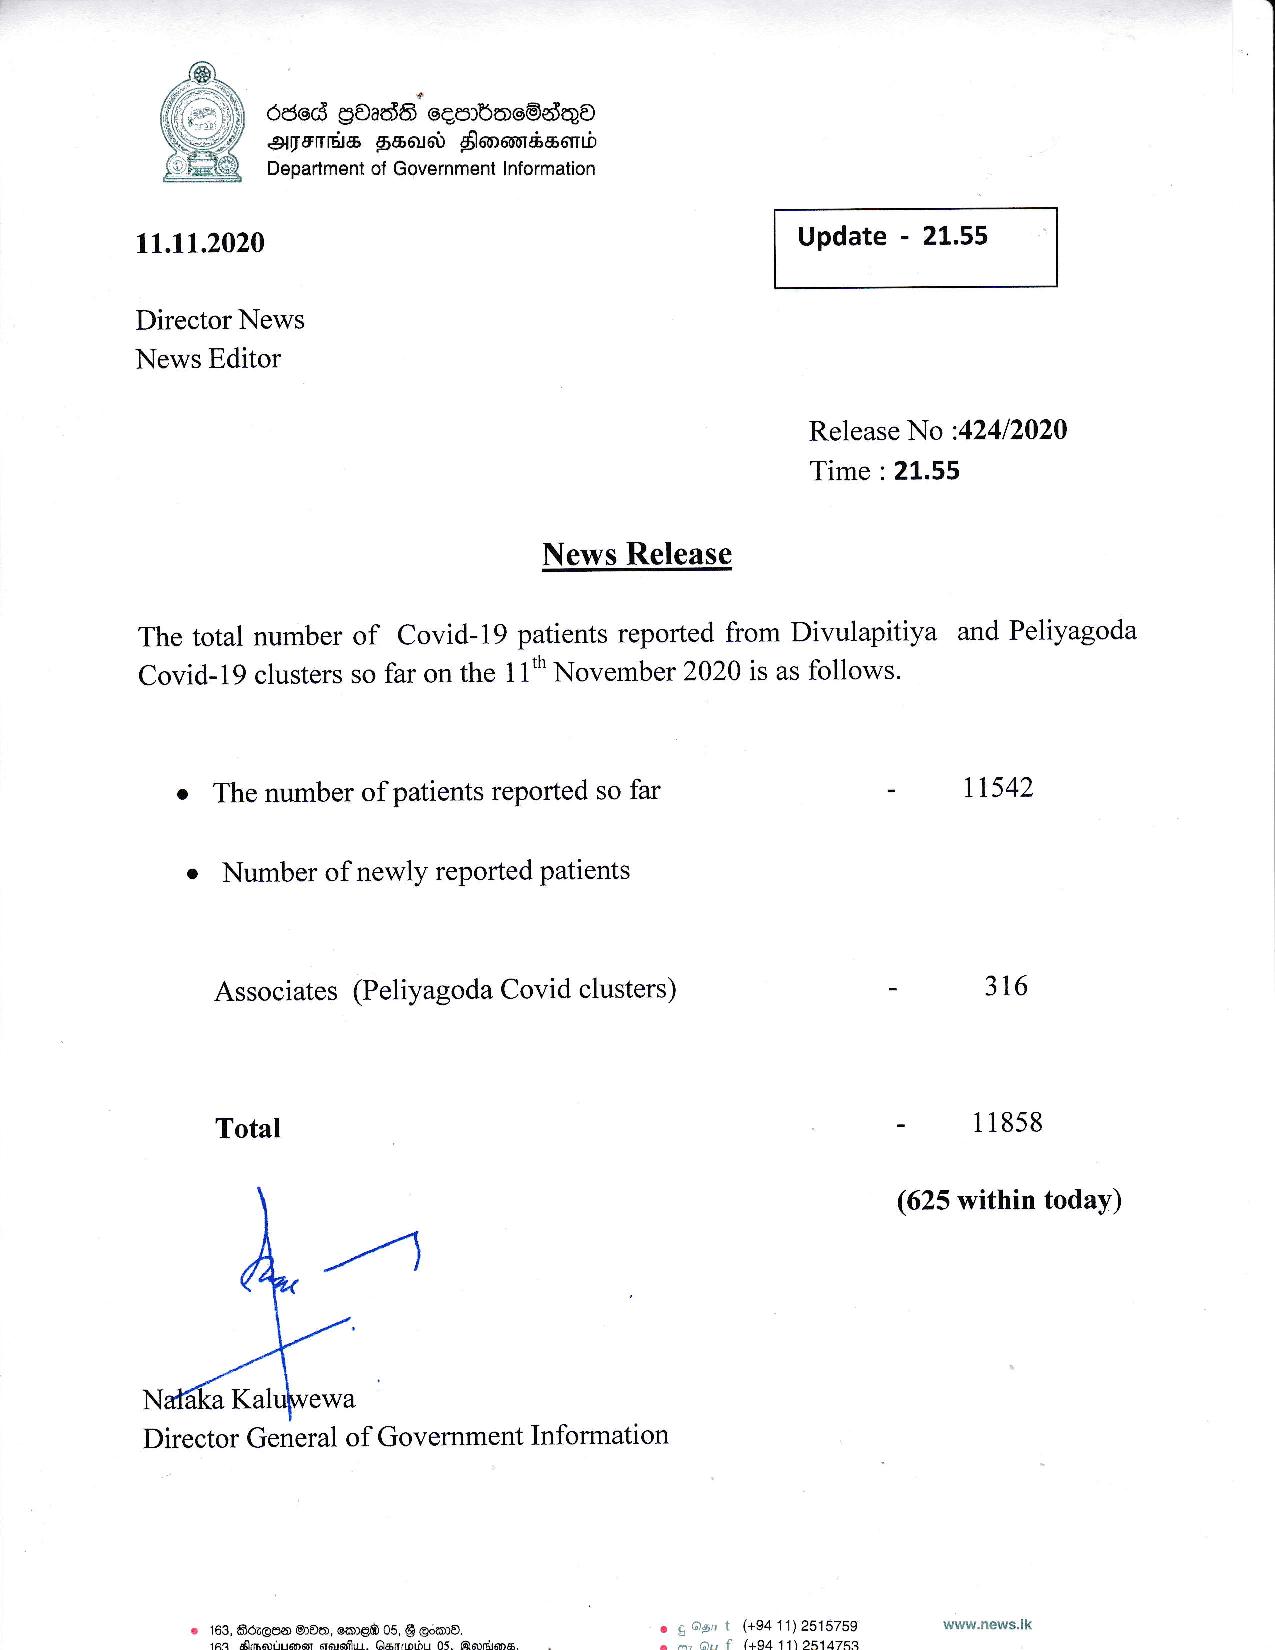 රජයේ ප්‍රවෘත්ති දෙපාර්තමේන්තුව
அரசாங்க தகவல் திணைக்களம்
Department of Government Information
11.11.2020
Update - 21.55
Director News
News Editor
Release No :424/2020
Time : 21.55
News Release
The total number of Covid-19 patients reported from Divulapitiya and Peliyagoda
Covid-19 clusters so far on the 11th November 2020 is as follows.
• The number of patients reported so far - 11542
• Number of newly reported patients
Associates (Peliyagoda Covid clusters) - 316
Total - 11858
(625 within today)
Nalaka Kaluwewa
Director General of Government Information
• 163, කිරුලපන මාවත, කොළඹ 05, ශ්‍රී ලංකාව. • දු தொ t (+94 11) 2515759 www.news.lk
163, கிருலப்பனை எவனியூ, கொழும்பு 05, இலங்கை. • ෆැ பெ f (+94 11) 2514753